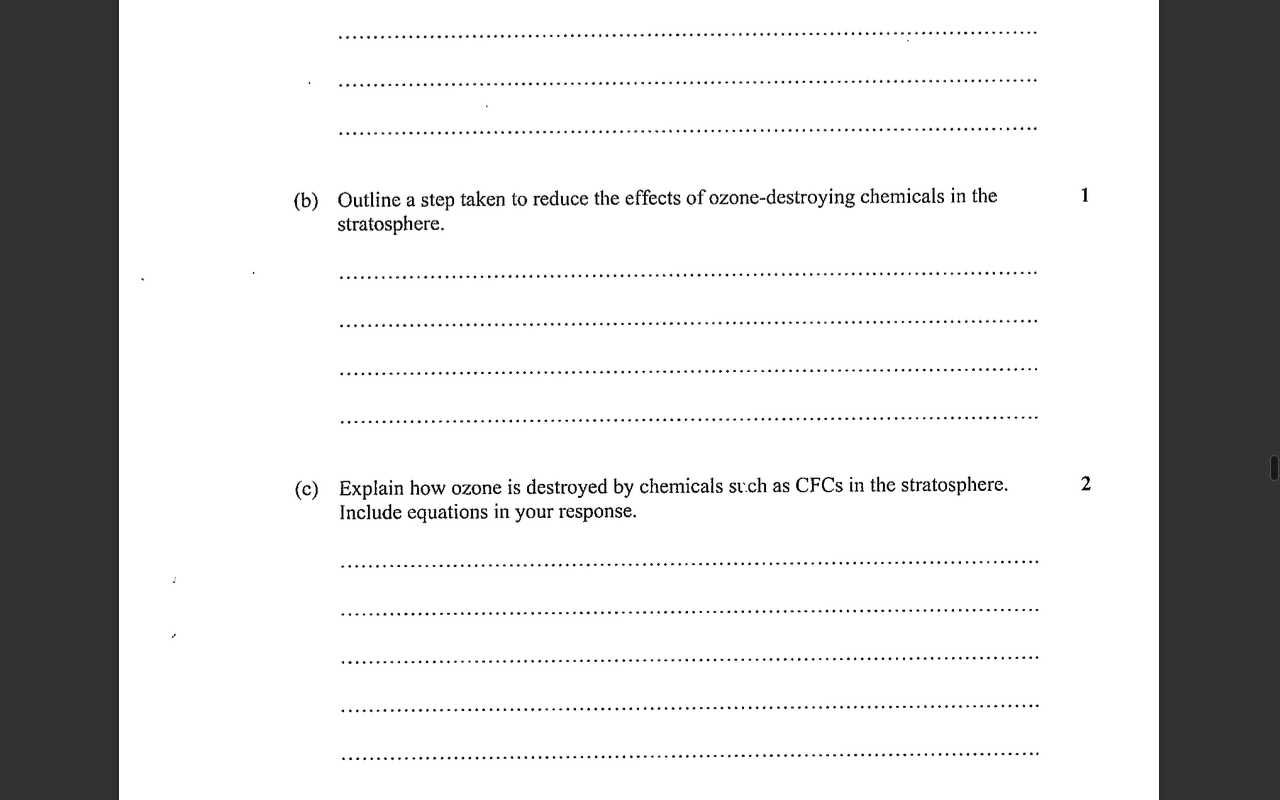 (b) Outline a step taken to reduce the effects of ozone-destroying chemicals in the 1
stratosphere.
(c) Explain how ozone is destroyed by chemicals such as CFCs in the stratosphere. 2
Include equations in your response.